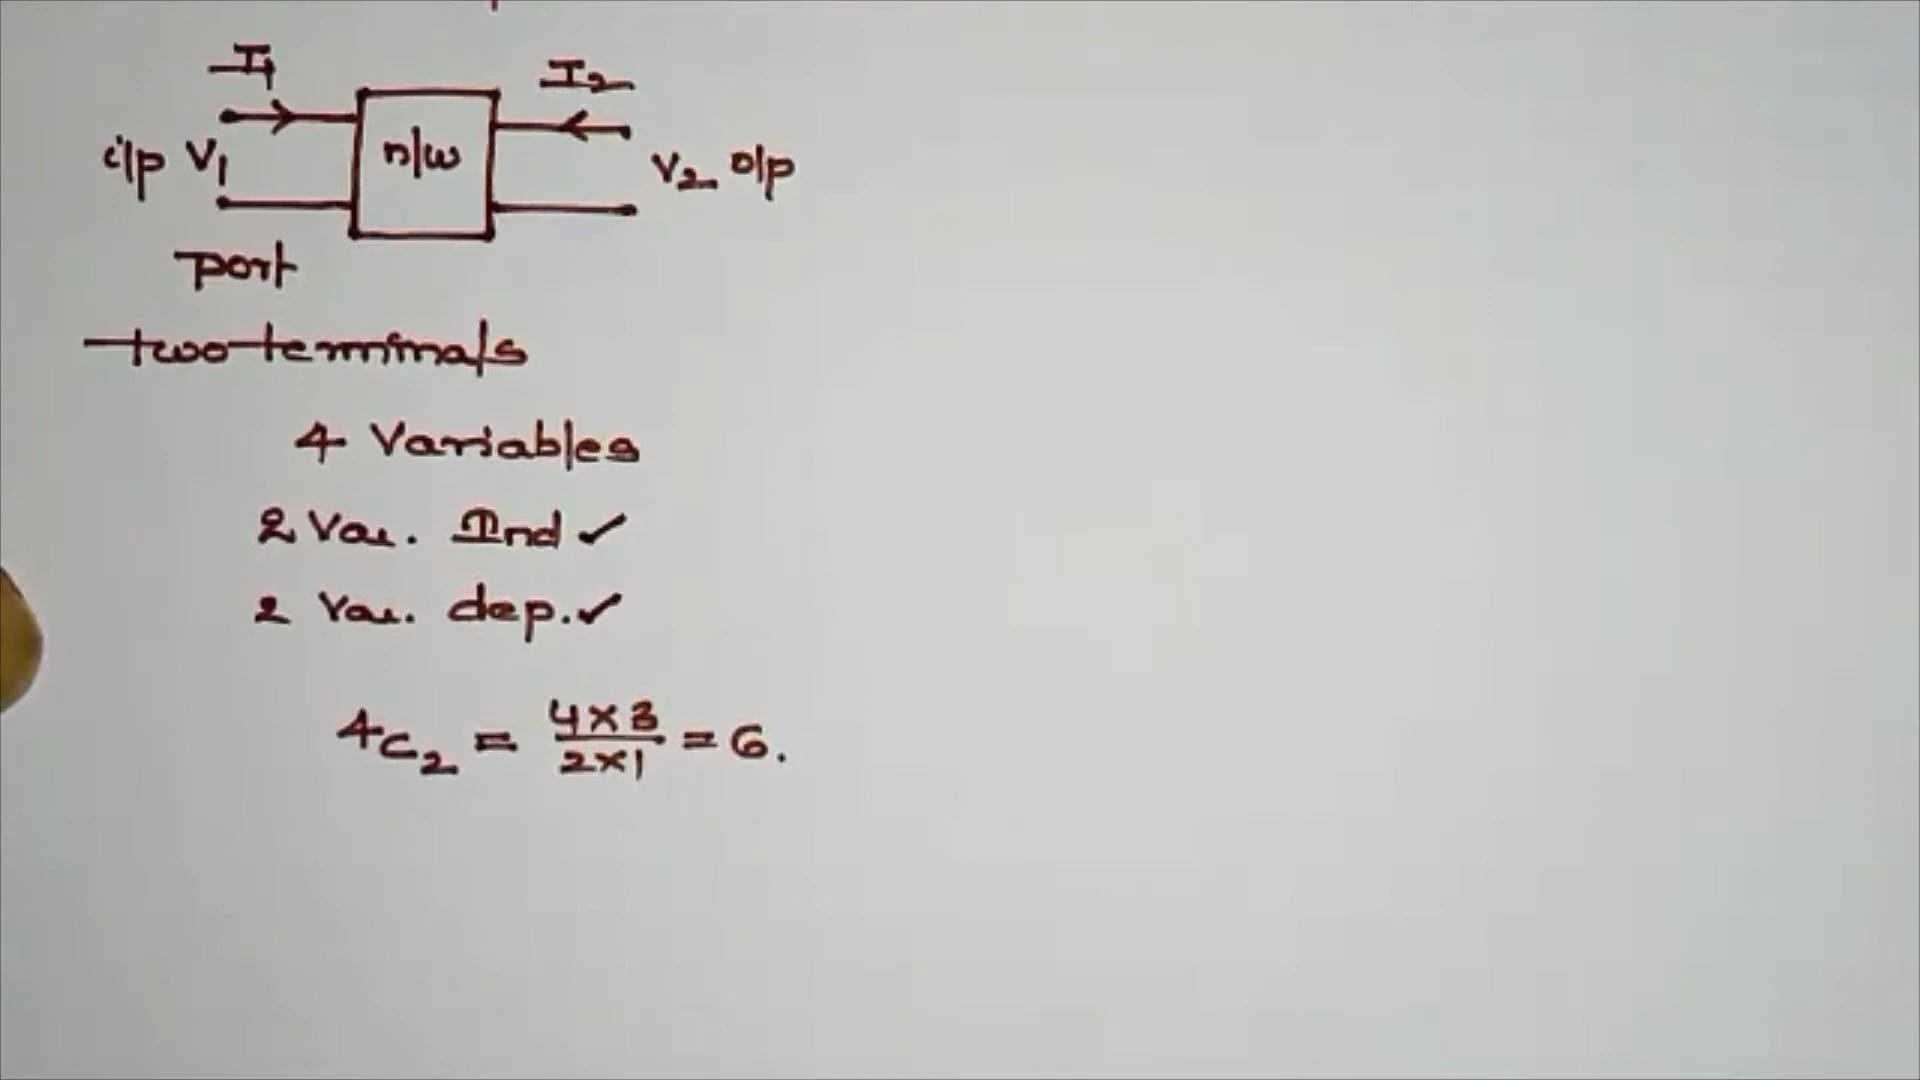 I1 I2
i/p V1 n/w V2 o/p
port
two terminals
4 Variables
2 Var. Ind ✓
2 Var. dep. ✓
4C2 = 4×3/2×1 = 6.